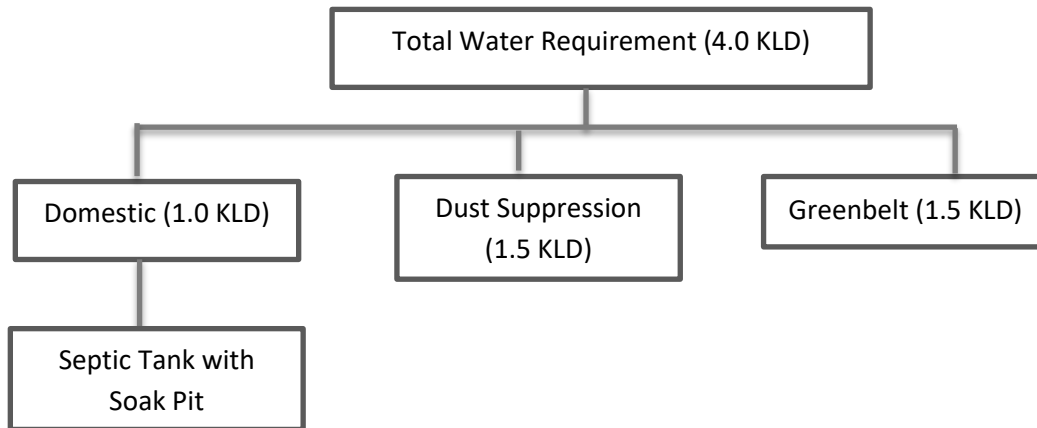 Total Water Requirement (4.0 KLD)
Domestic (1.0 KLD)
Dust Suppression
(1.5 KLD)
Greenbelt (1.5 KLD)
Septic Tank with
Soak Pit